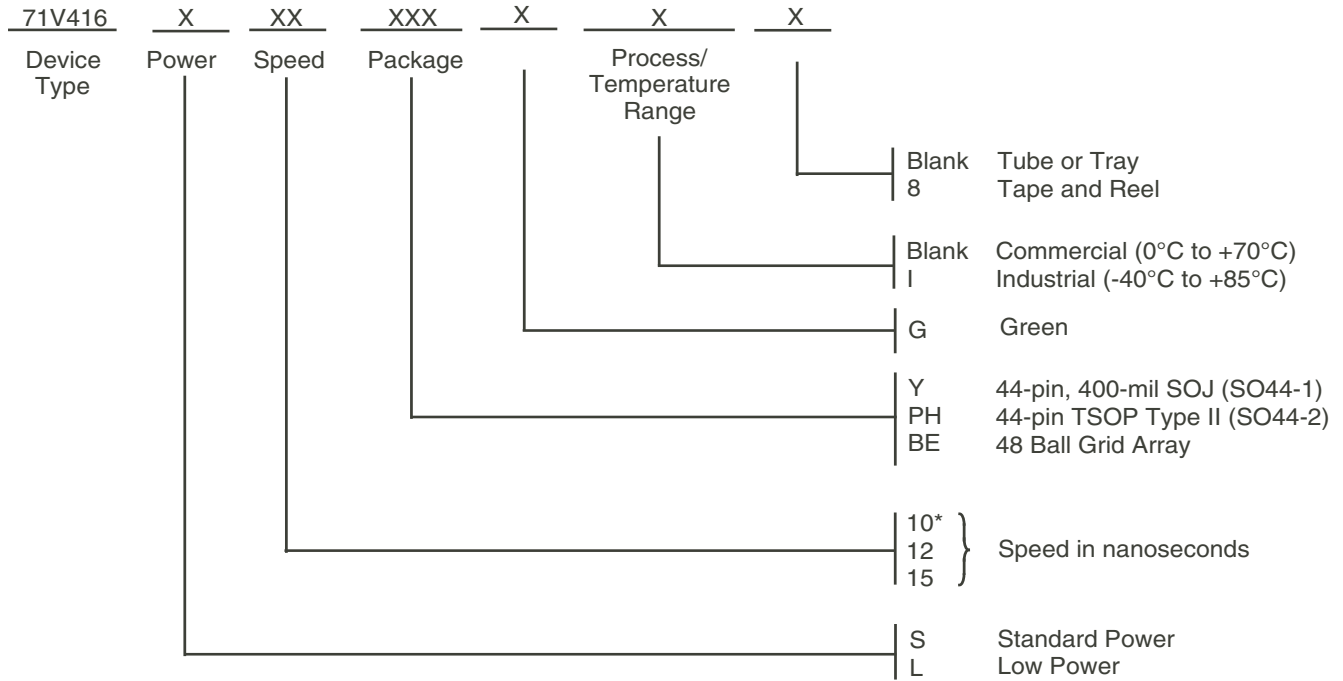 71V416 X XX XXX X X X
Device Type
Power
Speed
Package
Process/
Temperature
Range
Blank Tube or Tray
8 Tape and Reel
Blank Commercial (0°C to +70°C)
I Industrial (-40°C to +85°C)
G Green
Y 44-pin, 400-mil SOJ (SO44-1)
PH 44-pin TSOP Type II (SO44-2)
BE 48 Ball Grid Array
10*
12 Speed in nanoseconds
15
S Standard Power
L Low Power